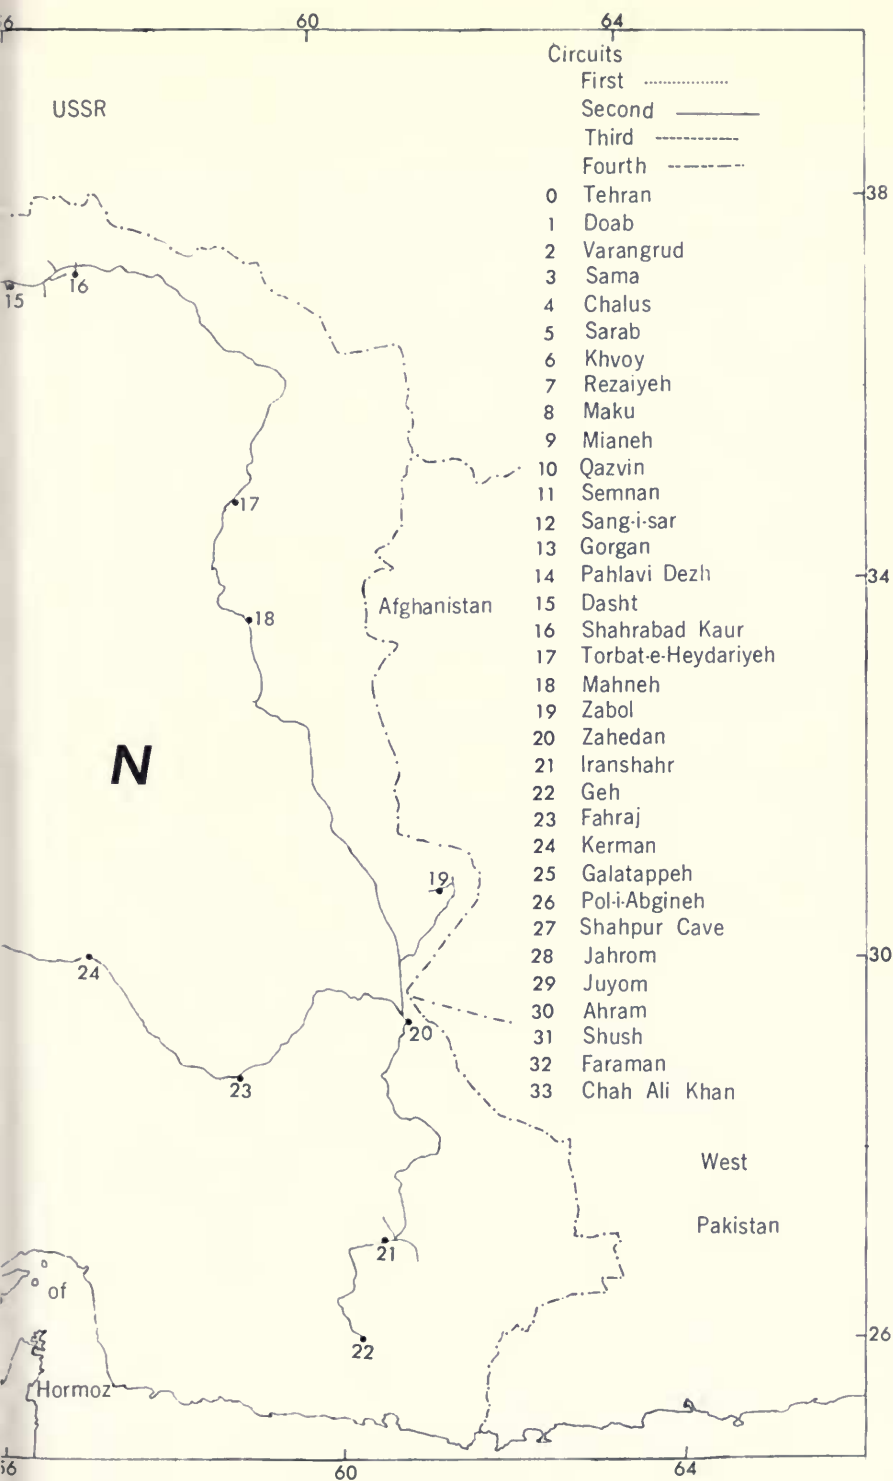 56 60 64
Circuits
First
USSR
Second
Third
Fourth
38
0 Tehran
1 Doab
2 Varangrud
3 Sama
4 Chalus
5 Sarab
6 Khvoy
7 Rezaiyeh
8 Maku
9 Mianeh
10 Qazvin
11 Semnan
12 Sang-i-sar
13 Gorgan
14 Pahlavi Dezh
15 Dasht
16 Shahrabad Kaur
17 Torbat-e-Heydariyeh
18 Mahneh
19 Zabol
20 Zahedan
21 Iranshahr
22 Geh
23 Fahraj
24 Kerman
25 Galatappeh
26 Pol-i-Abgineh
27 Shahpur Cave
28 Jahrom
29 Juyom
30 Ahram
31 Shush
32 Faraman
33 Chah Ali Khan
15
16
17
34
Afghanistan
18
N
19
30
24
20
23
West
Pakistan
21
of
26
22
Hormoz
56 60 64